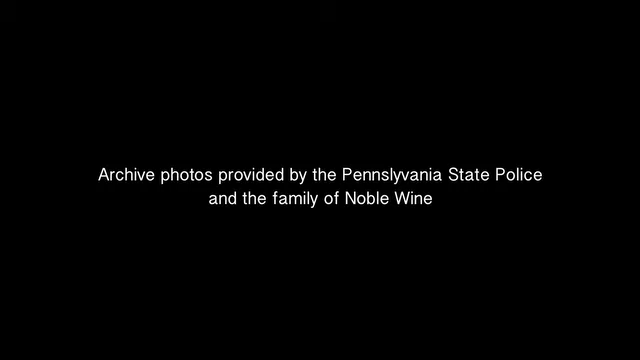 Archive photos provided by the Pennslyvania State Police
and the family of Noble Wine